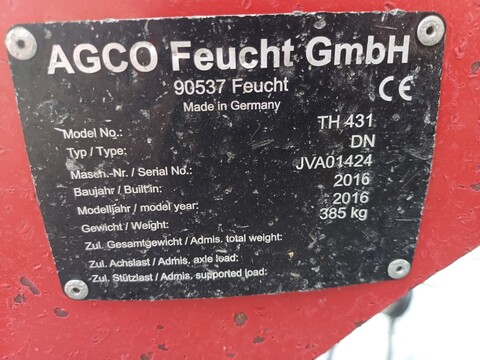 AGCO Feucht GmbH
90537 Feucht
Made in Germany
CE
Model No.: TH 431
Typ / Type: DN
Masch.-Nr. / Serial No.: JVA01424
Baujahr / Built in: 2016
Modelljahr / model year: 2016
Gewicht / Weight: 385 kg
Zul. Gesamtgewicht / Admis. total weight:
Zul. Achslast / Admis. axle load:
Zul. Stützlast / Admis. supported load: